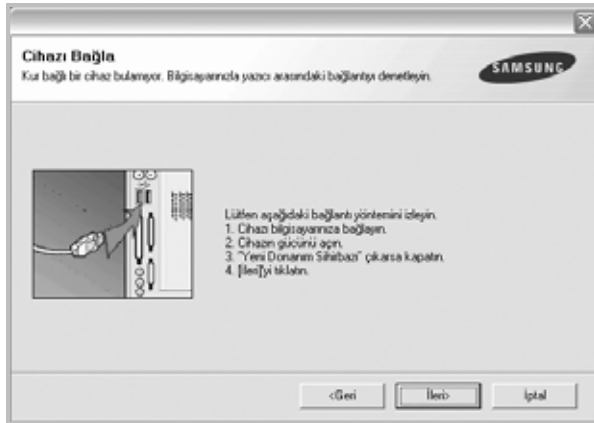 Cihazı Bağla
Kur bağlı bir cihaz bulamıyor. Bilgisayarınızla yazıcı arasındaki bağlantıyı denetleyin.
SAMSUNG
Lütfen aşağıdaki bağlantı yöntemini izleyin.
1. Cihazı bilgisayarınıza bağlayın.
2. Cihazın gücünü açın.
3. "Yeni Donanım Sihirbazı" çıkarsa kapatın.
4. [İleri]'yi tıklatın.
<Geri
İleri>
İptal